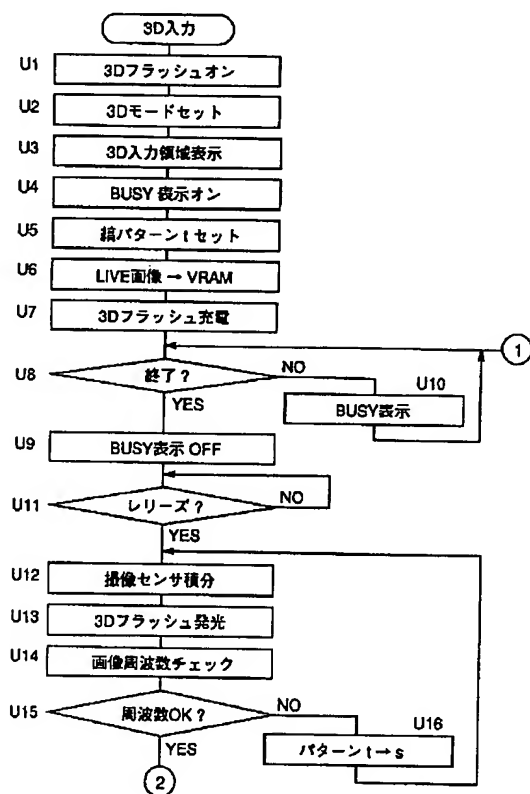 3D入力
U1 3Dフラッシュオン
U2 3Dモードセット
U3 3D入力領域表示
U4 BUSY 表示オン
U5 縞パターン t セット
U6 LIVE画像 → VRAM
U7 3Dフラッシュ充電
1
U8 終了? NO
U10
YES BUSY表示
U9 BUSY表示 OFF
U11 レリーズ? NO
YES
U12 撮像センサ積分
U13 3Dフラッシュ発光
U14 画像周波数チェック
U15 周波数OK? NO
U16
YES パターン t → s
2